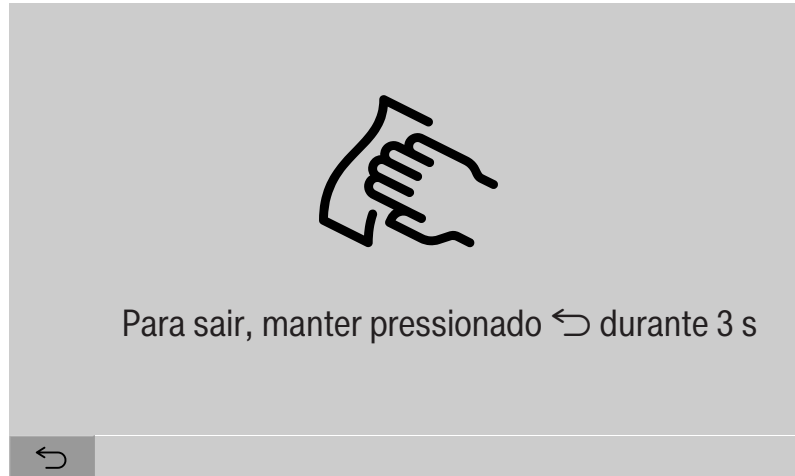 Para sair, manter pressionado ⮌ durante 3 s